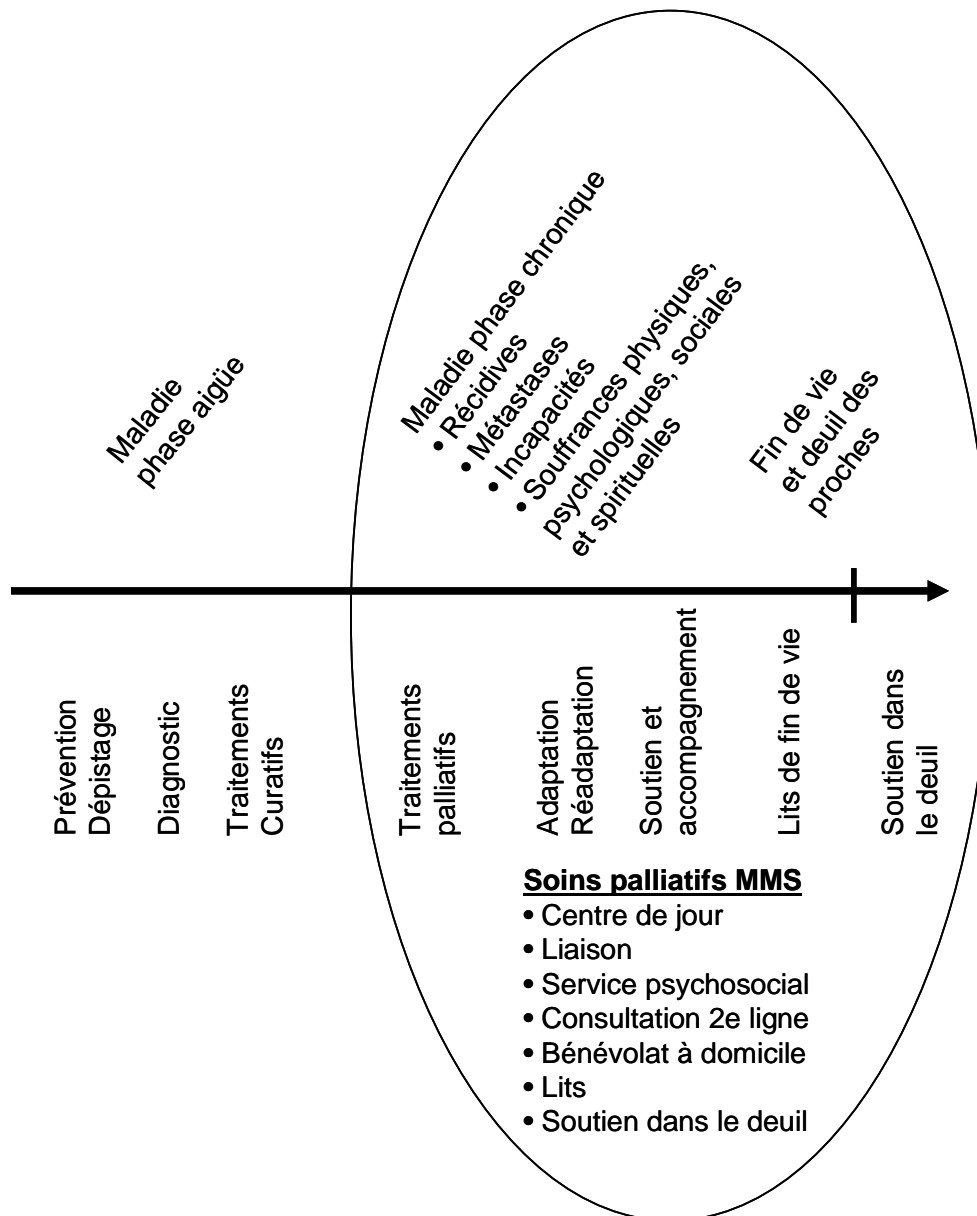 Maladie
phase aigüe
Maladie phase chronique
• Récidives
• Métastases
• Incapacités
• Souffrances physiques,
psychologiques, sociales
et spirituelles
Fin de vie
et deuil des
proches
Prévention
Dépistage
Diagnostic
Traitements
Curatifs
Traitements
palliatifs
Adaptation
Réadaptation
Soutien et
accompagnement
Lits de fin de vie
Soutien dans
le deuil
Soins palliatifs MMS
• Centre de jour
• Liaison
• Service psychosocial
• Consultation 2e ligne
• Bénévolat à domicile
• Lits
• Soutien dans le deuil